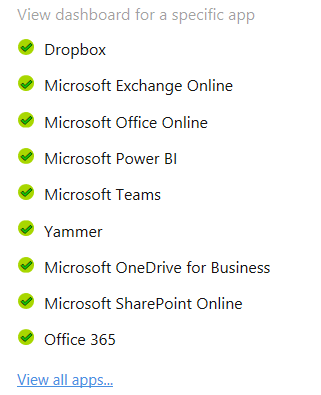 View dashboard for a specific app
Dropbox
Microsoft Exchange Online
Microsoft Office Online
Microsoft Power BI
Microsoft Teams
Yammer
Microsoft OneDrive for Business
Microsoft SharePoint Online
Office 365
View all apps...